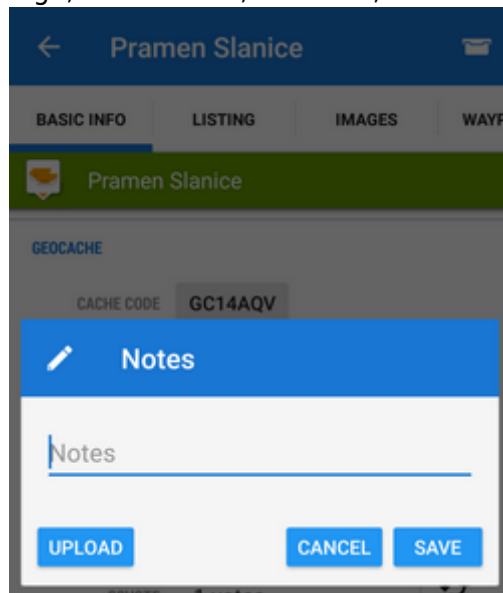 Pramen Slanice
BASIC INFO LISTING IMAGES
Pramen Slanice
GEOCACHE
CACHE CODE GC14AQV
Notes
Notes
UPLOAD CANCEL SAVE